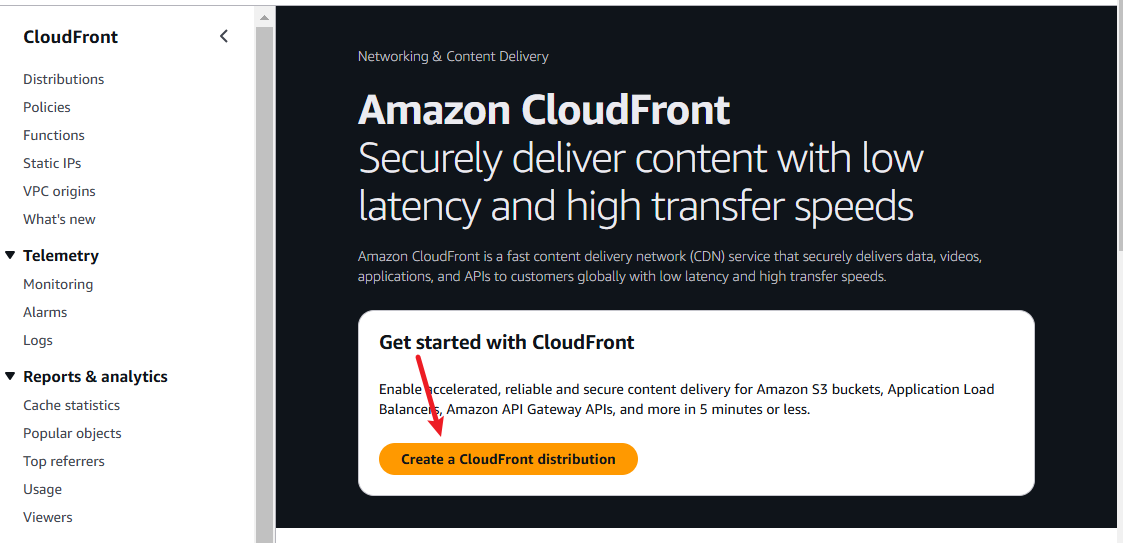 CloudFront
Distributions
Policies
Functions
Static IPs
VPC origins
What's new
Telemetry
Monitoring
Alarms
Logs
Reports & analytics
Cache statistics
Popular objects
Top referrers
Usage
Viewers
Networking & Content Delivery
Amazon CloudFront
Securely deliver content with low
latency and high transfer speeds
Amazon CloudFront is a fast content delivery network (CDN) service that securely delivers data, videos,
applications, and APIs to customers globally with low latency and high transfer speeds.
Get started with CloudFront
Enable accelerated, reliable and secure content delivery for Amazon S3 buckets, Application Load
Balancers, Amazon API Gateway APIs, and more in 5 minutes or less.
Create a CloudFront distribution